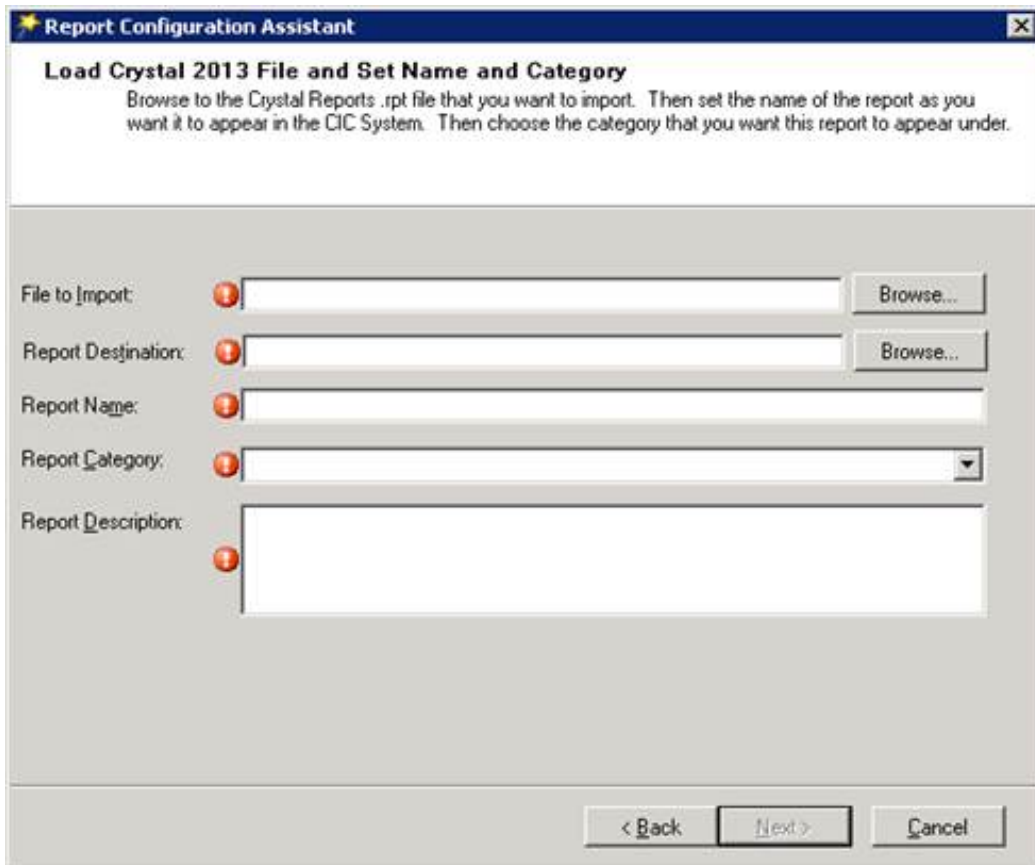 Report Configuration Assistant
Load Crystal 2013 File and Set Name and Category
Browse to the Crystal Reports .rpt file that you want to import.  Then set the name of the report as you
want it to appear in the CIC System.  Then choose the category that you want this report to appear under.
File to Import:
Browse...
Report Destination:
Browse...
Report Name:
Report Category:
Report Description:
< Back
Next >
Cancel